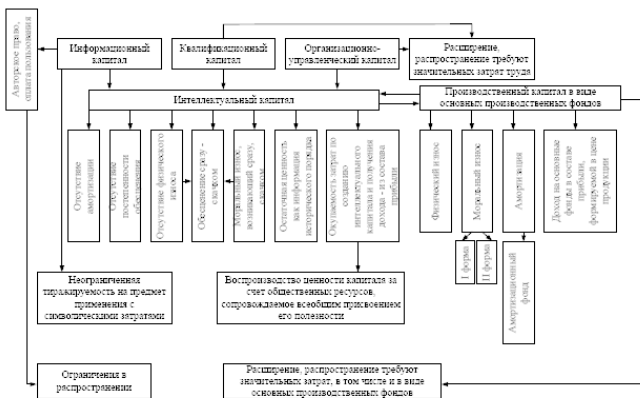 Авторское право,
оплата пользования
Информационный
капитал
Квалификационный
капитал
Организационно-
управленческий капитал
Расширение,
распространение требуют
значительных затрат труда
Интеллектуальный капитал
Производственный капитал в виде
основных производственных фондов
Отсутствие
амортизации
Отсутствие
постепенности
обесценения
Отсутствие физического
износа
Обесценение сразу -
скачком
Моральный износ,
возникающий сразу,
скачком
Остаточная ценность
как информация
исторического порядка
Окупаемость затрат по
созданию
интеллектуального
капитала и получения
дохода - из состава
прибыли
Физический износ
Моральный износ
Амортизация
Доход на основные
фонды в составе
прибыли,
формируемой в цене
продукции
I форма
II форма
Амортизационный
фонд
Неограниченная
тиражируемость на предмет
применения с
символическими затратами
Воспроизводство ценности капитала за
счет общественных ресурсов,
сопровождаемое всеобщим присвоением
его полезности
Ограничения в
распространении
Расширение, распространение требуют
значительных затрат, в том числе и в виде
основных производственных фондов